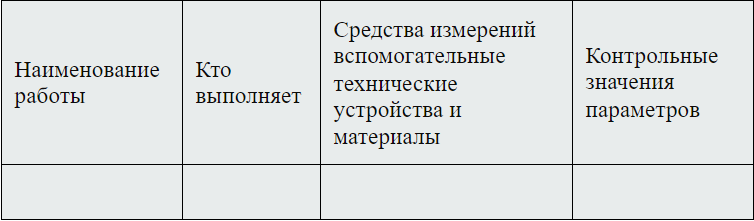 Наименование
работы
Кто
выполняет
Средства измерений
вспомогательные
технические
устройства и
материалы
Контрольные
значения
параметров